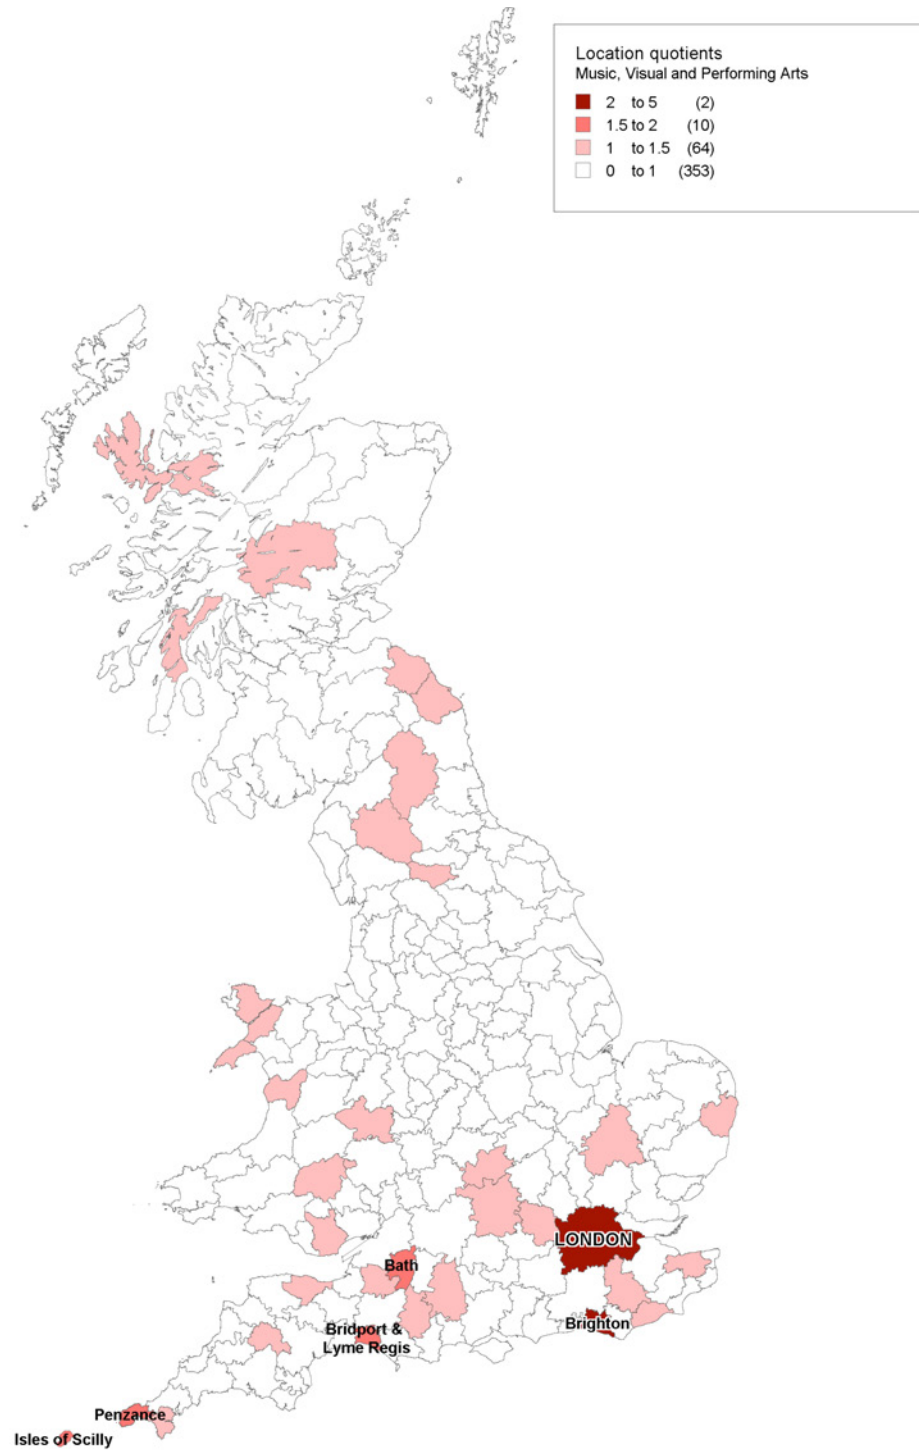 Location quotients
Music, Visual and Performing Arts
2 to 5 (2)
1.5 to 2 (10)
1 to 1.5 (64)
0 to 1 (353)
LONDON
Bath
Brighton
Bridport &
Lyme Regis
Penzance
Isles of Scilly